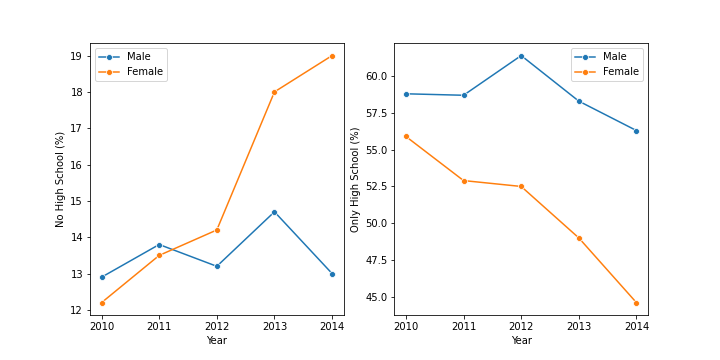 Male
Female
19
18
17
16
15
14
13
12
No High School (%)
2010 2011 2012 2013 2014
Year
Male
Female
60.0
57.5
55.0
52.5
50.0
47.5
45.0
Only High School (%)
2010 2011 2012 2013 2014
Year